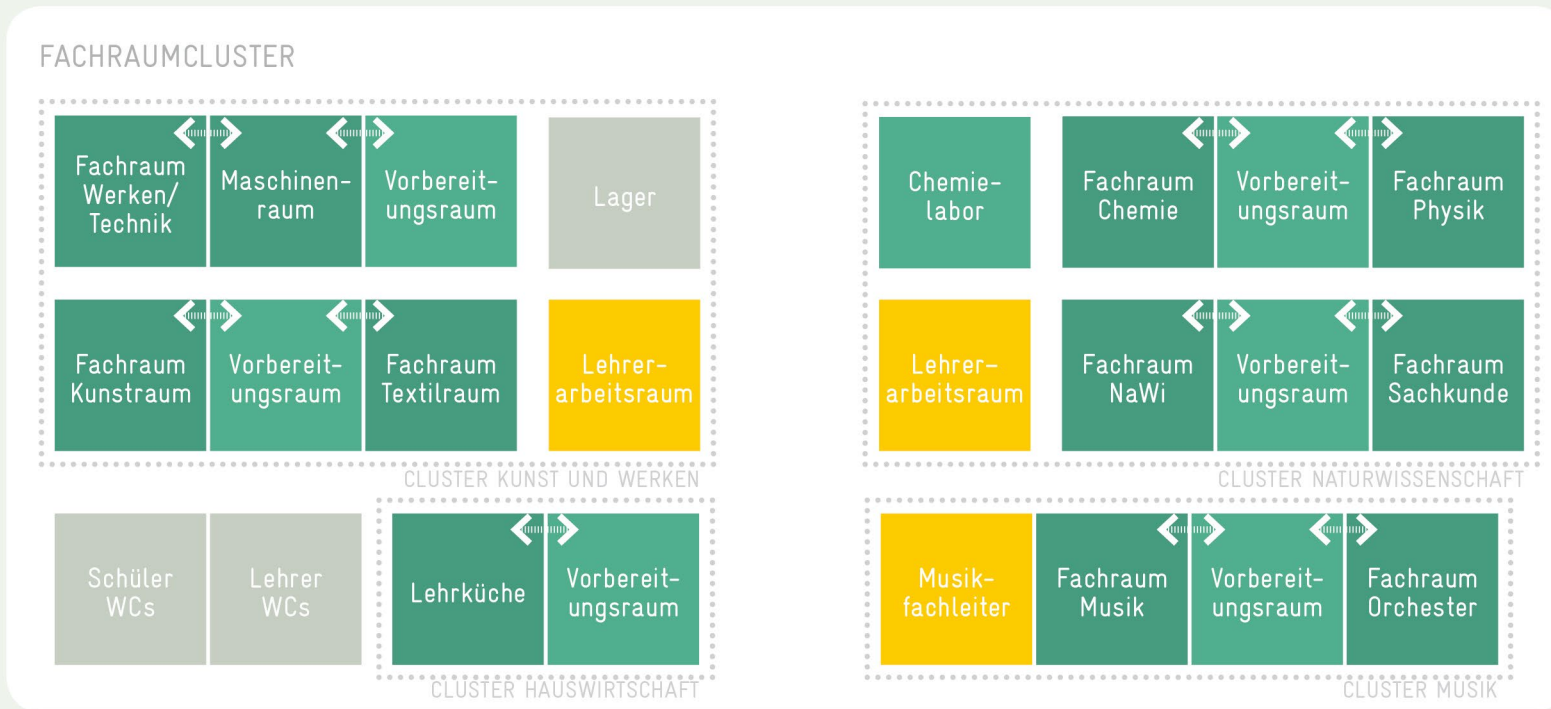 FACHRAUMCLUSTER
Fachraum
Werken/
Technik
Maschinen-
raum
Vorbereit-
ungsraum
Lager
Fachraum
Kunstraum
Vorbereit-
ungsraum
Fachraum
Textilraum
Lehrer-
arbeitsraum
CLUSTER KUNST UND WERKEN
Chemie-
labor
Fachraum
Chemie
Vorbereit-
ungsraum
Fachraum
Physik
Lehrer-
arbeitsraum
Fachraum
NaWi
Vorbereit-
ungsraum
Fachraum
Sachkunde
CLUSTER NATURWISSENSCHAFT
Schüler
WCs
Lehrer
WCs
Lehrküche
Vorbereit-
ungsraum
CLUSTER HAUSWIRTSCHAFT
Musik-
fachleiter
Fachraum
Musik
Vorbereit-
ungsraum
Fachraum
Orchester
CLUSTER MUSIK